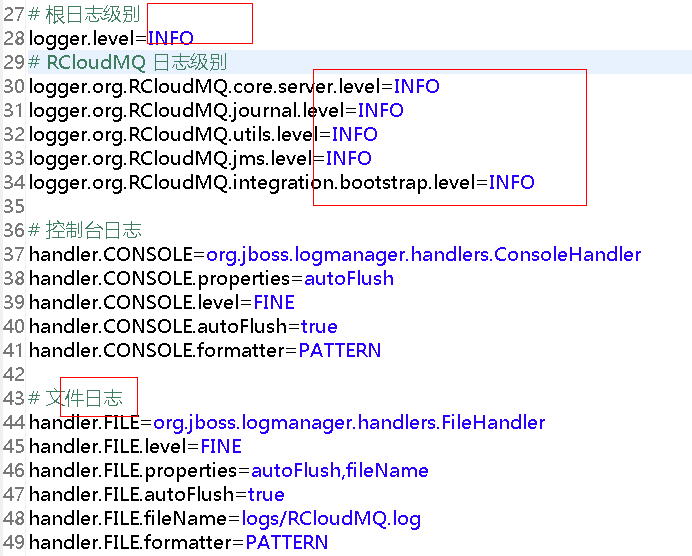 27 # 根日志级别
28 logger.level=INFO
29 # RCloudMQ 日志级别
30 logger.org.RCloudMQ.core.server.level=INFO
31 logger.org.RCloudMQ.journal.level=INFO
32 logger.org.RCloudMQ.utils.level=INFO
33 logger.org.RCloudMQ.jms.level=INFO
34 logger.org.RCloudMQ.integration.bootstrap.level=INFO
35
36 # 控制台日志
37 handler.CONSOLE=org.jboss.logmanager.handlers.ConsoleHandler
38 handler.CONSOLE.properties=autoFlush
39 handler.CONSOLE.level=FINE
40 handler.CONSOLE.autoFlush=true
41 handler.CONSOLE.formatter=PATTERN
42
43 # 文件日志
44 handler.FILE=org.jboss.logmanager.handlers.FileHandler
45 handler.FILE.level=FINE
46 handler.FILE.properties=autoFlush,fileName
47 handler.FILE.autoFlush=true
48 handler.FILE.fileName=logs/RCloudMQ.log
49 handler.FILE.formatter=PATTERN